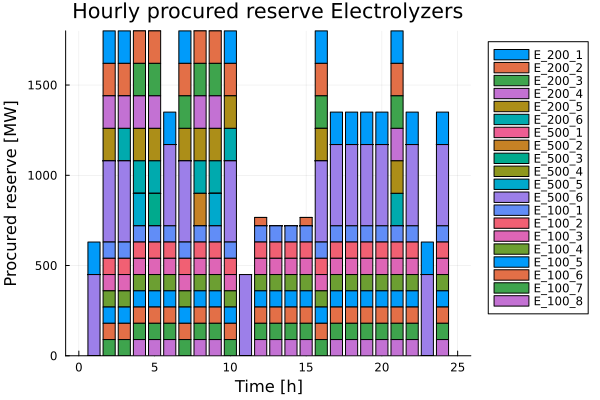 Hourly procured reserve Electrolyzers
Procured reserve [MW]
1500
1000
500
0
0 5 10 15 20 25
Time [h]
E_200_1
E_200_2
E_200_3
E_200_4
E_200_5
E_200_6
E_500_1
E_500_2
E_500_3
E_500_4
E_500_5
E_500_6
E_100_1
E_100_2
E_100_3
E_100_4
E_100_5
E_100_6
E_100_7
E_100_8